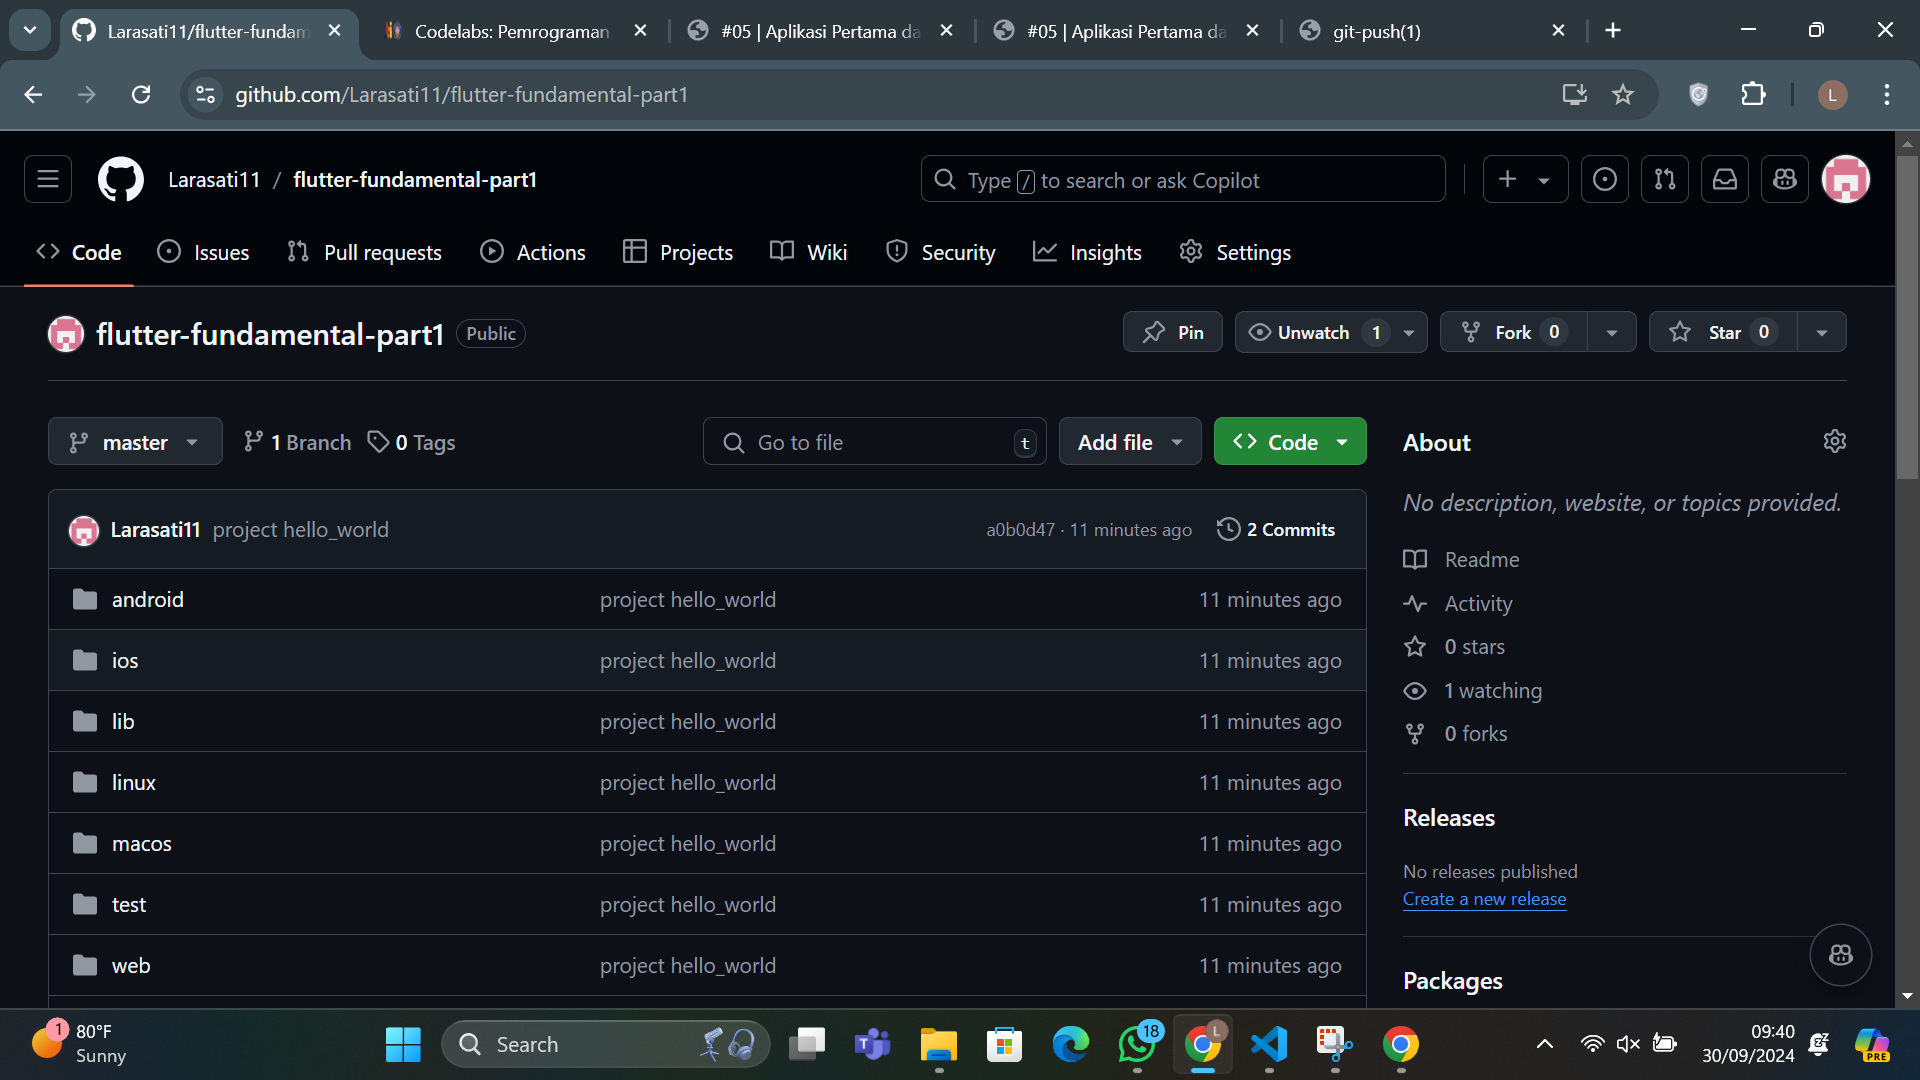 Larasati11/flutter-fundam
Codelabs: Pemrograman
#05 | Aplikasi Pertama da
#05 | Aplikasi Pertama da
git-push(1)
github.com/Larasati11/flutter-fundamental-part1
L
Larasati11 / flutter-fundamental-part1
Type / to search or ask Copilot
Code
Issues
Pull requests
Actions
Projects
Wiki
Security
Insights
Settings
flutter-fundamental-part1
Public
Pin
Unwatch 1
Fork 0
Star 0
master
1 Branch
0 Tags
Go to file
t
Add file
Code
About
No description, website, or topics provided.
Larasati11 project hello_world
a0b0d47 · 11 minutes ago
2 Commits
Readme
Activity
0 stars
1 watching
0 forks
android project hello_world 11 minutes ago
ios project hello_world 11 minutes ago
lib project hello_world 11 minutes ago
linux project hello_world 11 minutes ago
macos project hello_world 11 minutes ago
test project hello_world 11 minutes ago
web project hello_world 11 minutes ago
Releases
No releases published
Create a new release
Packages
1
80°F
Sunny
Search
18
L
09:40
30/09/2024
PRE